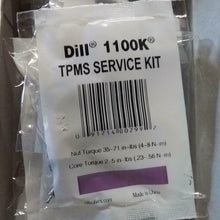 Dill® 1100K®
TPMS SERVICE KIT
Nut Torque 35-71 in-lbs (4-8 N·m)
Core Torque 2-5 in-lbs (.23-.56 N·m)
Made in China